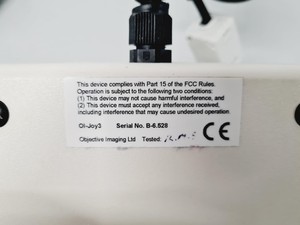 This device complies with Part 15 of the FCC Rules.
Operation is subject to the following two conditions:
(1) This device may not cause harmful interference, and
(2) This device must accept any interference received,
including interference that may cause undesired operation.
OI-Joy3 Serial No. B-6.528
Objective Imaging Ltd Tested:
CE